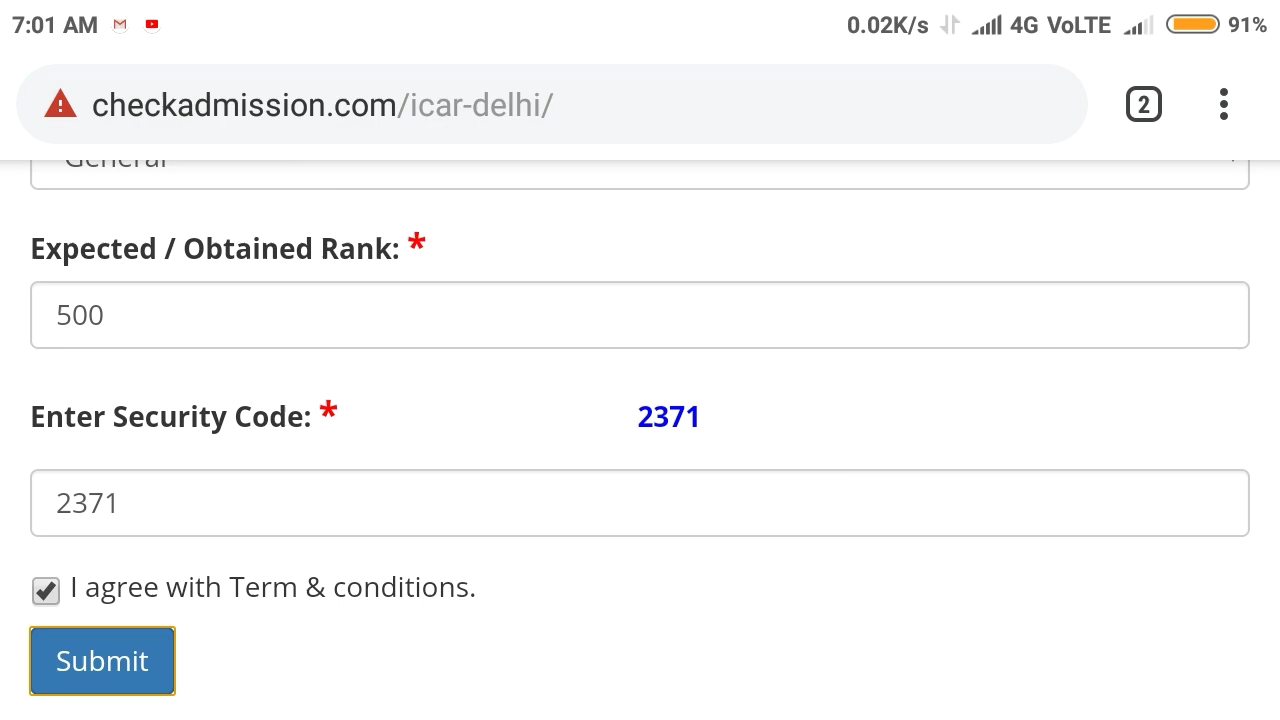 7:01 AM 0.02K/s 4G VoLTE 91%
checkadmission.com/icar-delhi/ 2
General
Expected / Obtained Rank: *
500
Enter Security Code: * 2371
2371
I agree with Term & conditions.
Submit